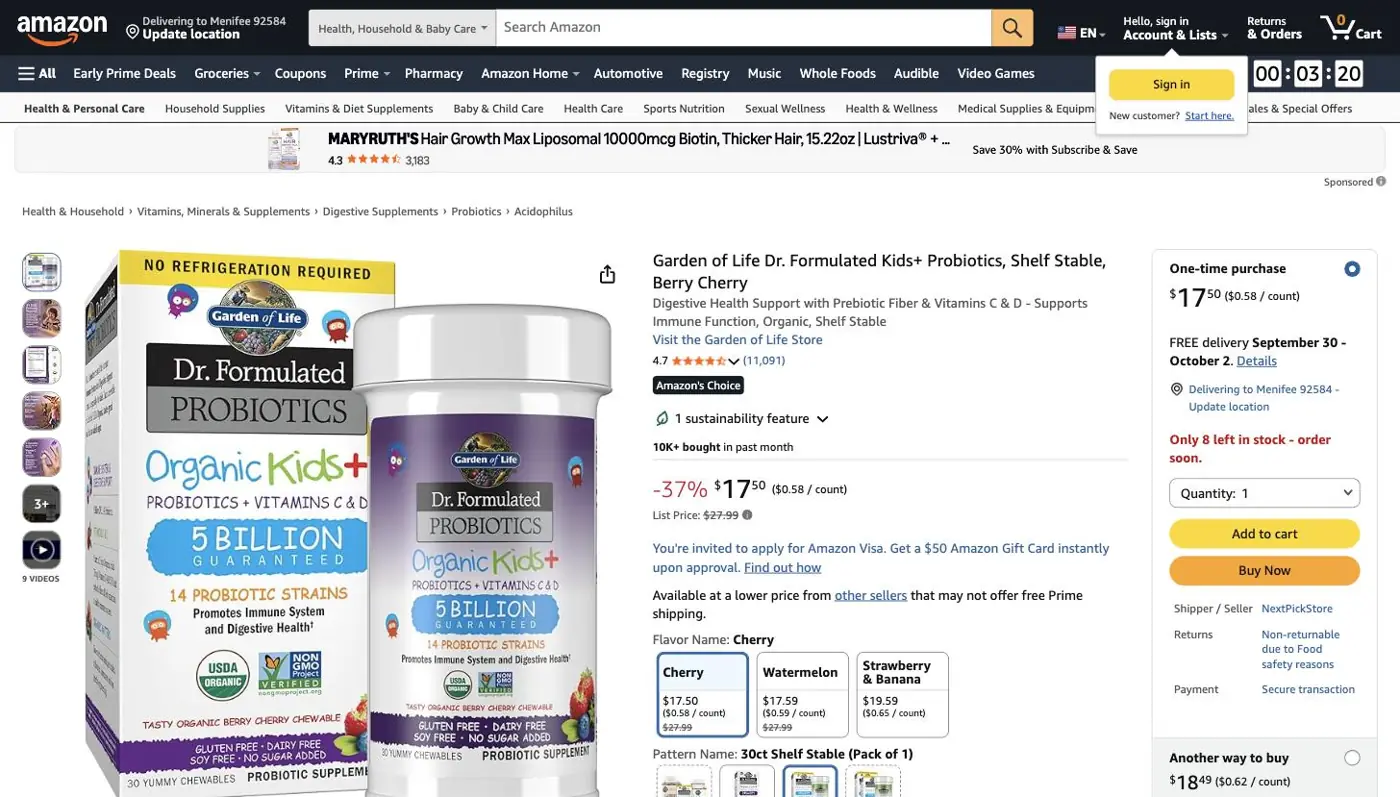 amazon
Delivering to Menifee 92584
Update location
Health, Household & Baby Care
Search Amazon
EN
Hello, sign in
Account & Lists
Returns
& Orders
0
Cart
All
Early Prime Deals
Groceries
Coupons
Prime
Pharmacy
Amazon Home
Automotive
Registry
Music
Whole Foods
Audible
Video Games
00 : 03 : 20
Sign in
New customer? Start here.
Health & Personal Care
Household Supplies
Vitamins & Diet Supplements
Baby & Child Care
Health Care
Sports Nutrition
Sexual Wellness
Health & Wellness
Medical Supplies & Equipm
ales & Special Offers
MARYRUTH'S Hair Growth Max Liposomal 10000mcg Biotin, Thicker Hair, 15.22oz | Lustriva® + ...
4.3
3,183
Save 30% with Subscribe & Save
Sponsored
Health & Household › Vitamins, Minerals & Supplements › Digestive Supplements › Probiotics › Acidophilus
3+
9 VIDEOS
NO REFRIGERATION REQUIRED
Garden of Life
Dr. Formulated
PROBIOTICS
Organic Kids+
PROBIOTICS + VITAMINS C & D
5 BILLION
GUARANTEED
14 PROBIOTIC STRAINS
Promotes Immune System
and Digestive Health‡
USDA
ORGANIC
NON
GMO
Project
VERIFIED
nongmoproject.org
TASTY ORGANIC BERRY CHERRY CHEWABLE
GLUTEN FREE · DAIRY FREE
SOY FREE · NO SUGAR ADDED
30 YUMMY CHEWABLES
PROBIOTIC SUPPLEM
Garden of Life
Dr. Formulated
PROBIOTICS
Organic Kids+
PROBIOTICS + VITAMINS C & D
5 BILLION
GUARANTEED
14 PROBIOTIC STRAINS
Promotes Immune System and Digestive Health‡
USDA
ORGANIC
NON
GMO
Project
VERIFIED
TASTY ORGANIC BERRY CHERRY CHEWABLE
GLUTEN FREE · DAIRY FREE
SOY FREE · NO SUGAR ADDED
30 YUMMY CHEWABLES
PROBIOTIC SUPPLEMENT
Garden of Life Dr. Formulated Kids+ Probiotics, Shelf Stable,
Berry Cherry
Digestive Health Support with Prebiotic Fiber & Vitamins C & D - Supports
Immune Function, Organic, Shelf Stable
Visit the Garden of Life Store
4.7
(11,091)
Amazon's Choice
1 sustainability feature
10K+ bought in past month
-37% $17 50 ($0.58 / count)
List Price: $27.99
You're invited to apply for Amazon Visa. Get a $50 Amazon Gift Card instantly
upon approval. Find out how
Available at a lower price from other sellers that may not offer free Prime
shipping.
Flavor Name: Cherry
Cherry
$17.50
($0.58 / count)
$27.99
Watermelon
$17.59
($0.59 / count)
$27.99
Strawberry
& Banana
$19.59
($0.65 / count)
Pattern Name: 30ct Shelf Stable (Pack of 1)
One-time purchase
$17 50 ($0.58 / count)
FREE delivery September 30 -
October 2. Details
Delivering to Menifee 92584 -
Update location
Only 8 left in stock - order
soon.
Quantity: 1
Add to cart
Buy Now
Shipper / Seller
NextPickStore
Returns
Non-returnable
due to Food
safety reasons
Payment
Secure transaction
Another way to buy
$18 49 ($0.62 / count)